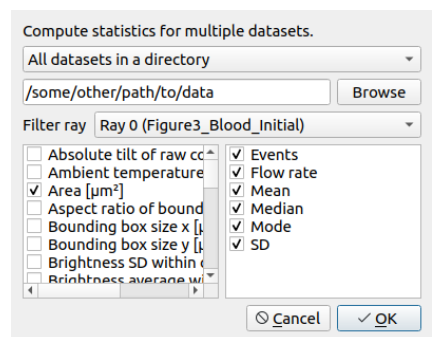 Compute statistics for multiple datasets.
All datasets in a directory
/some/other/path/to/data
Browse
Filter ray
Ray 0 (Figure3_Blood_Initial)
Absolute tilt of raw
Ambient temperature
Area [µm²]
Aspect ratio of bound
Bounding box size x [
Bounding box size y [
Brightness SD within
Brightness average
Events
Flow rate
Mean
Median
Mode
SD
Cancel
OK